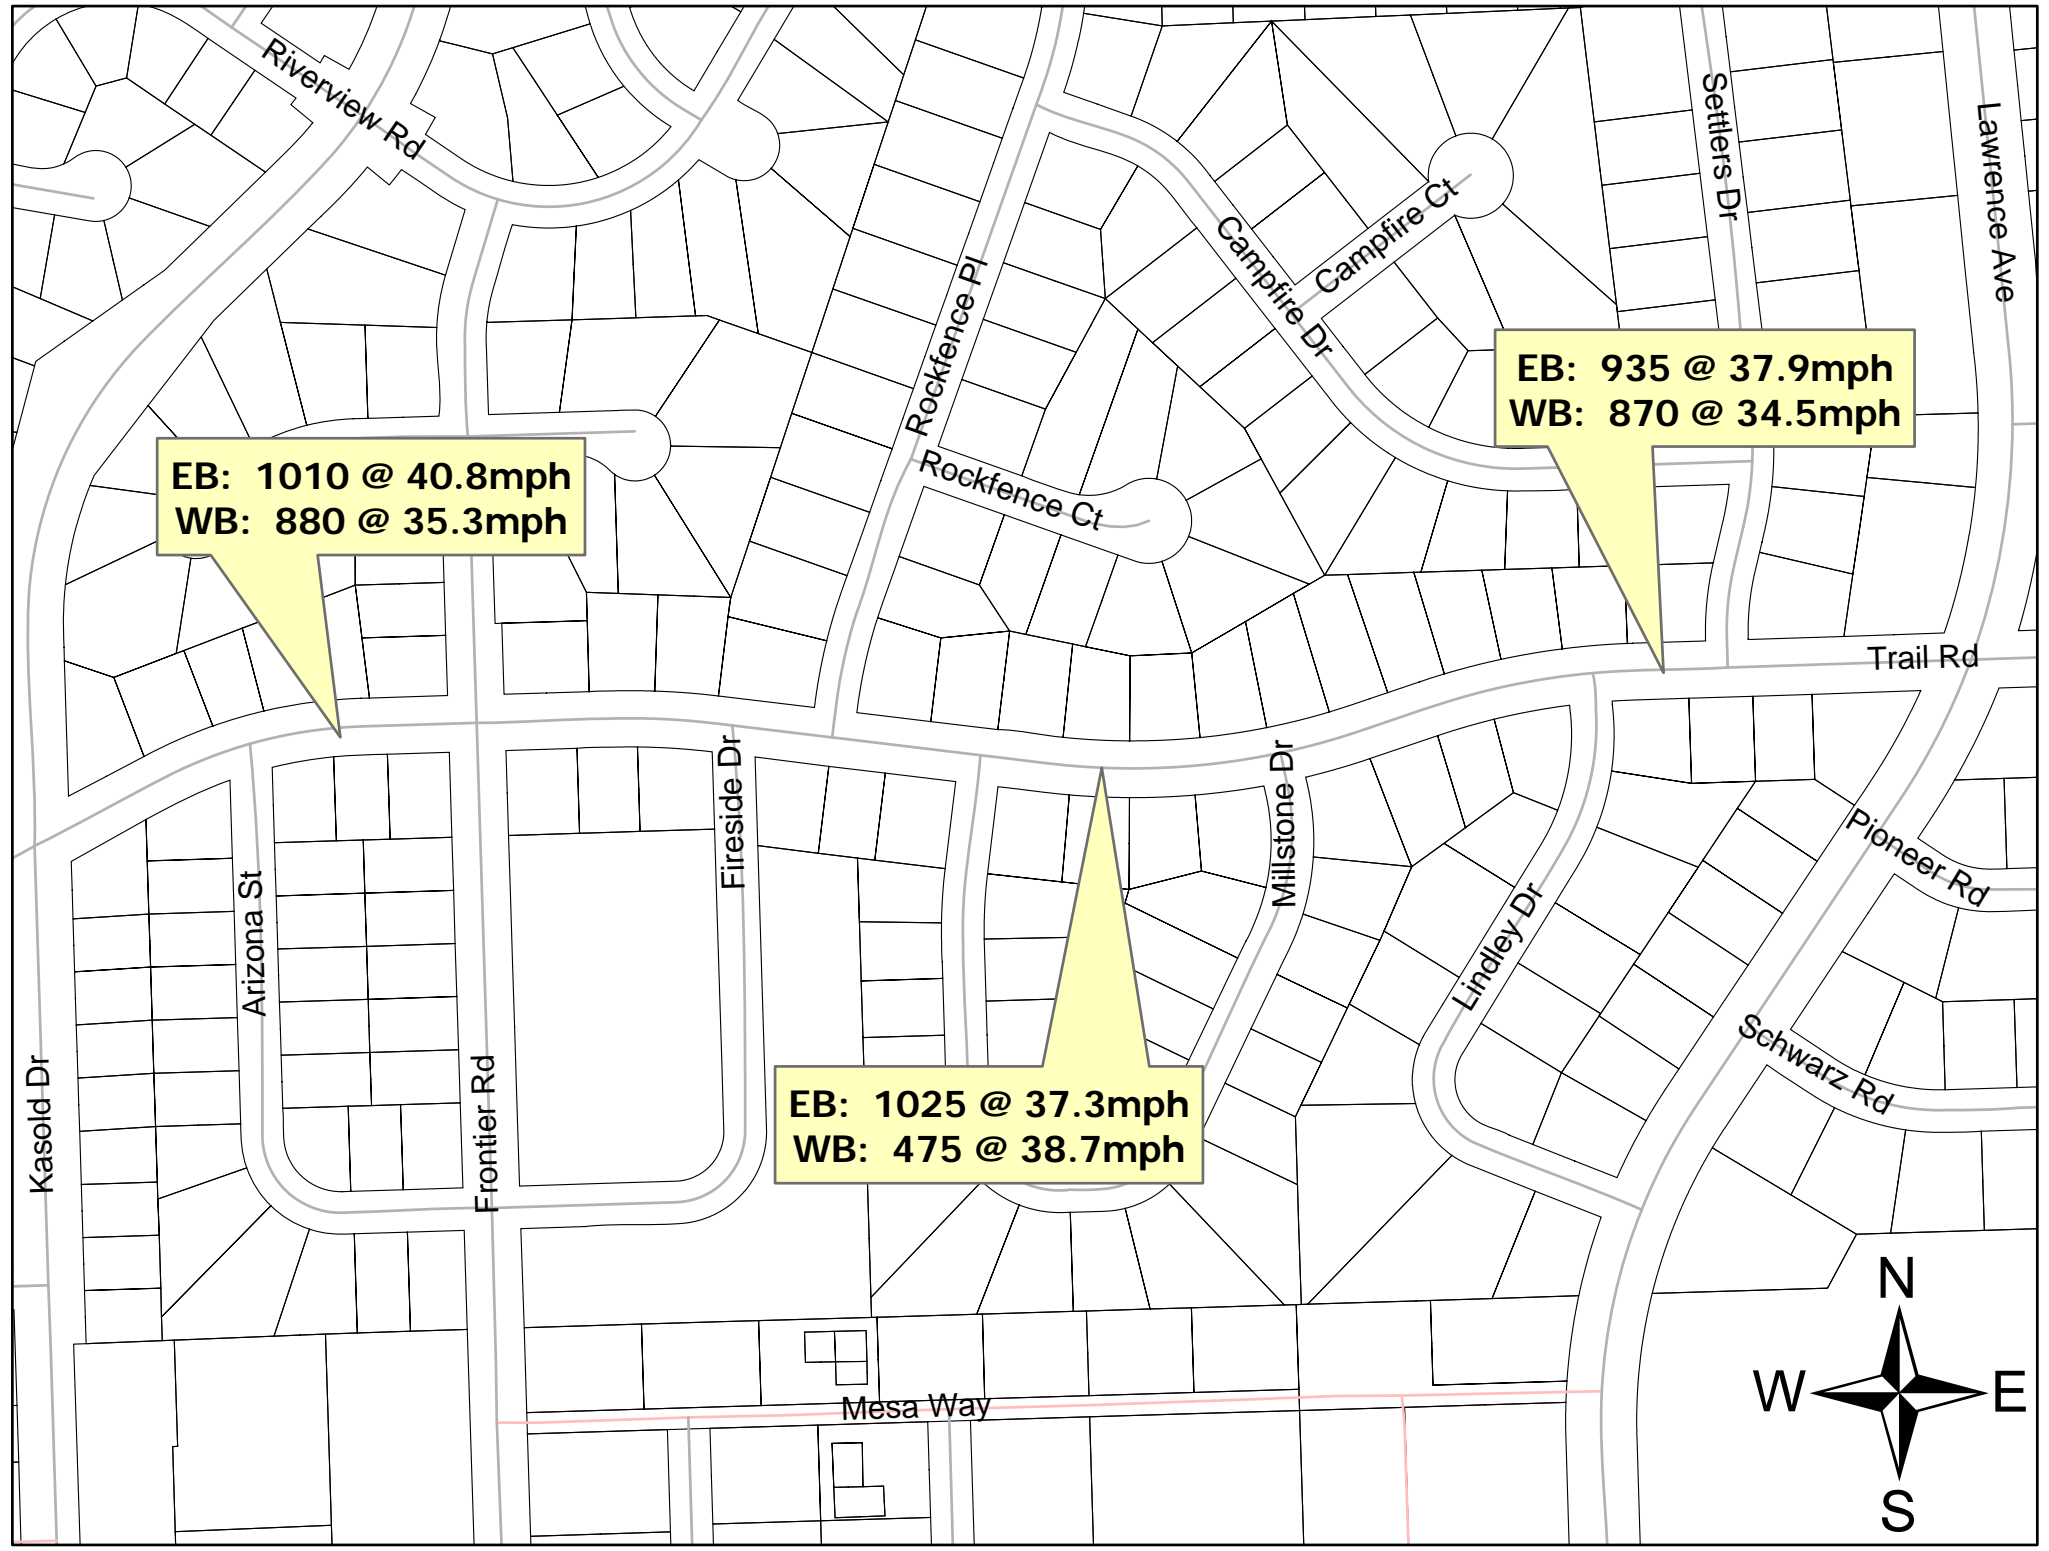 Riverview Rd
Settlers Dr
Lawrence Ave
Campfire Ct
Campfire Dr
Rockfence Pl
EB:  935 @ 37.9mph
WB:  870 @ 34.5mph
EB:  1010 @ 40.8mph
WB:  880 @ 35.3mph
Rockfence Ct
Trail Rd
Fireside Dr
Millstone Dr
Pioneer Rd
Arizona St
Lindley Dr
Schwarz Rd
Kasold Dr
Frontier Rd
EB:  1025 @ 37.3mph
WB:  475 @ 38.7mph
Mesa Way
N
W E
S